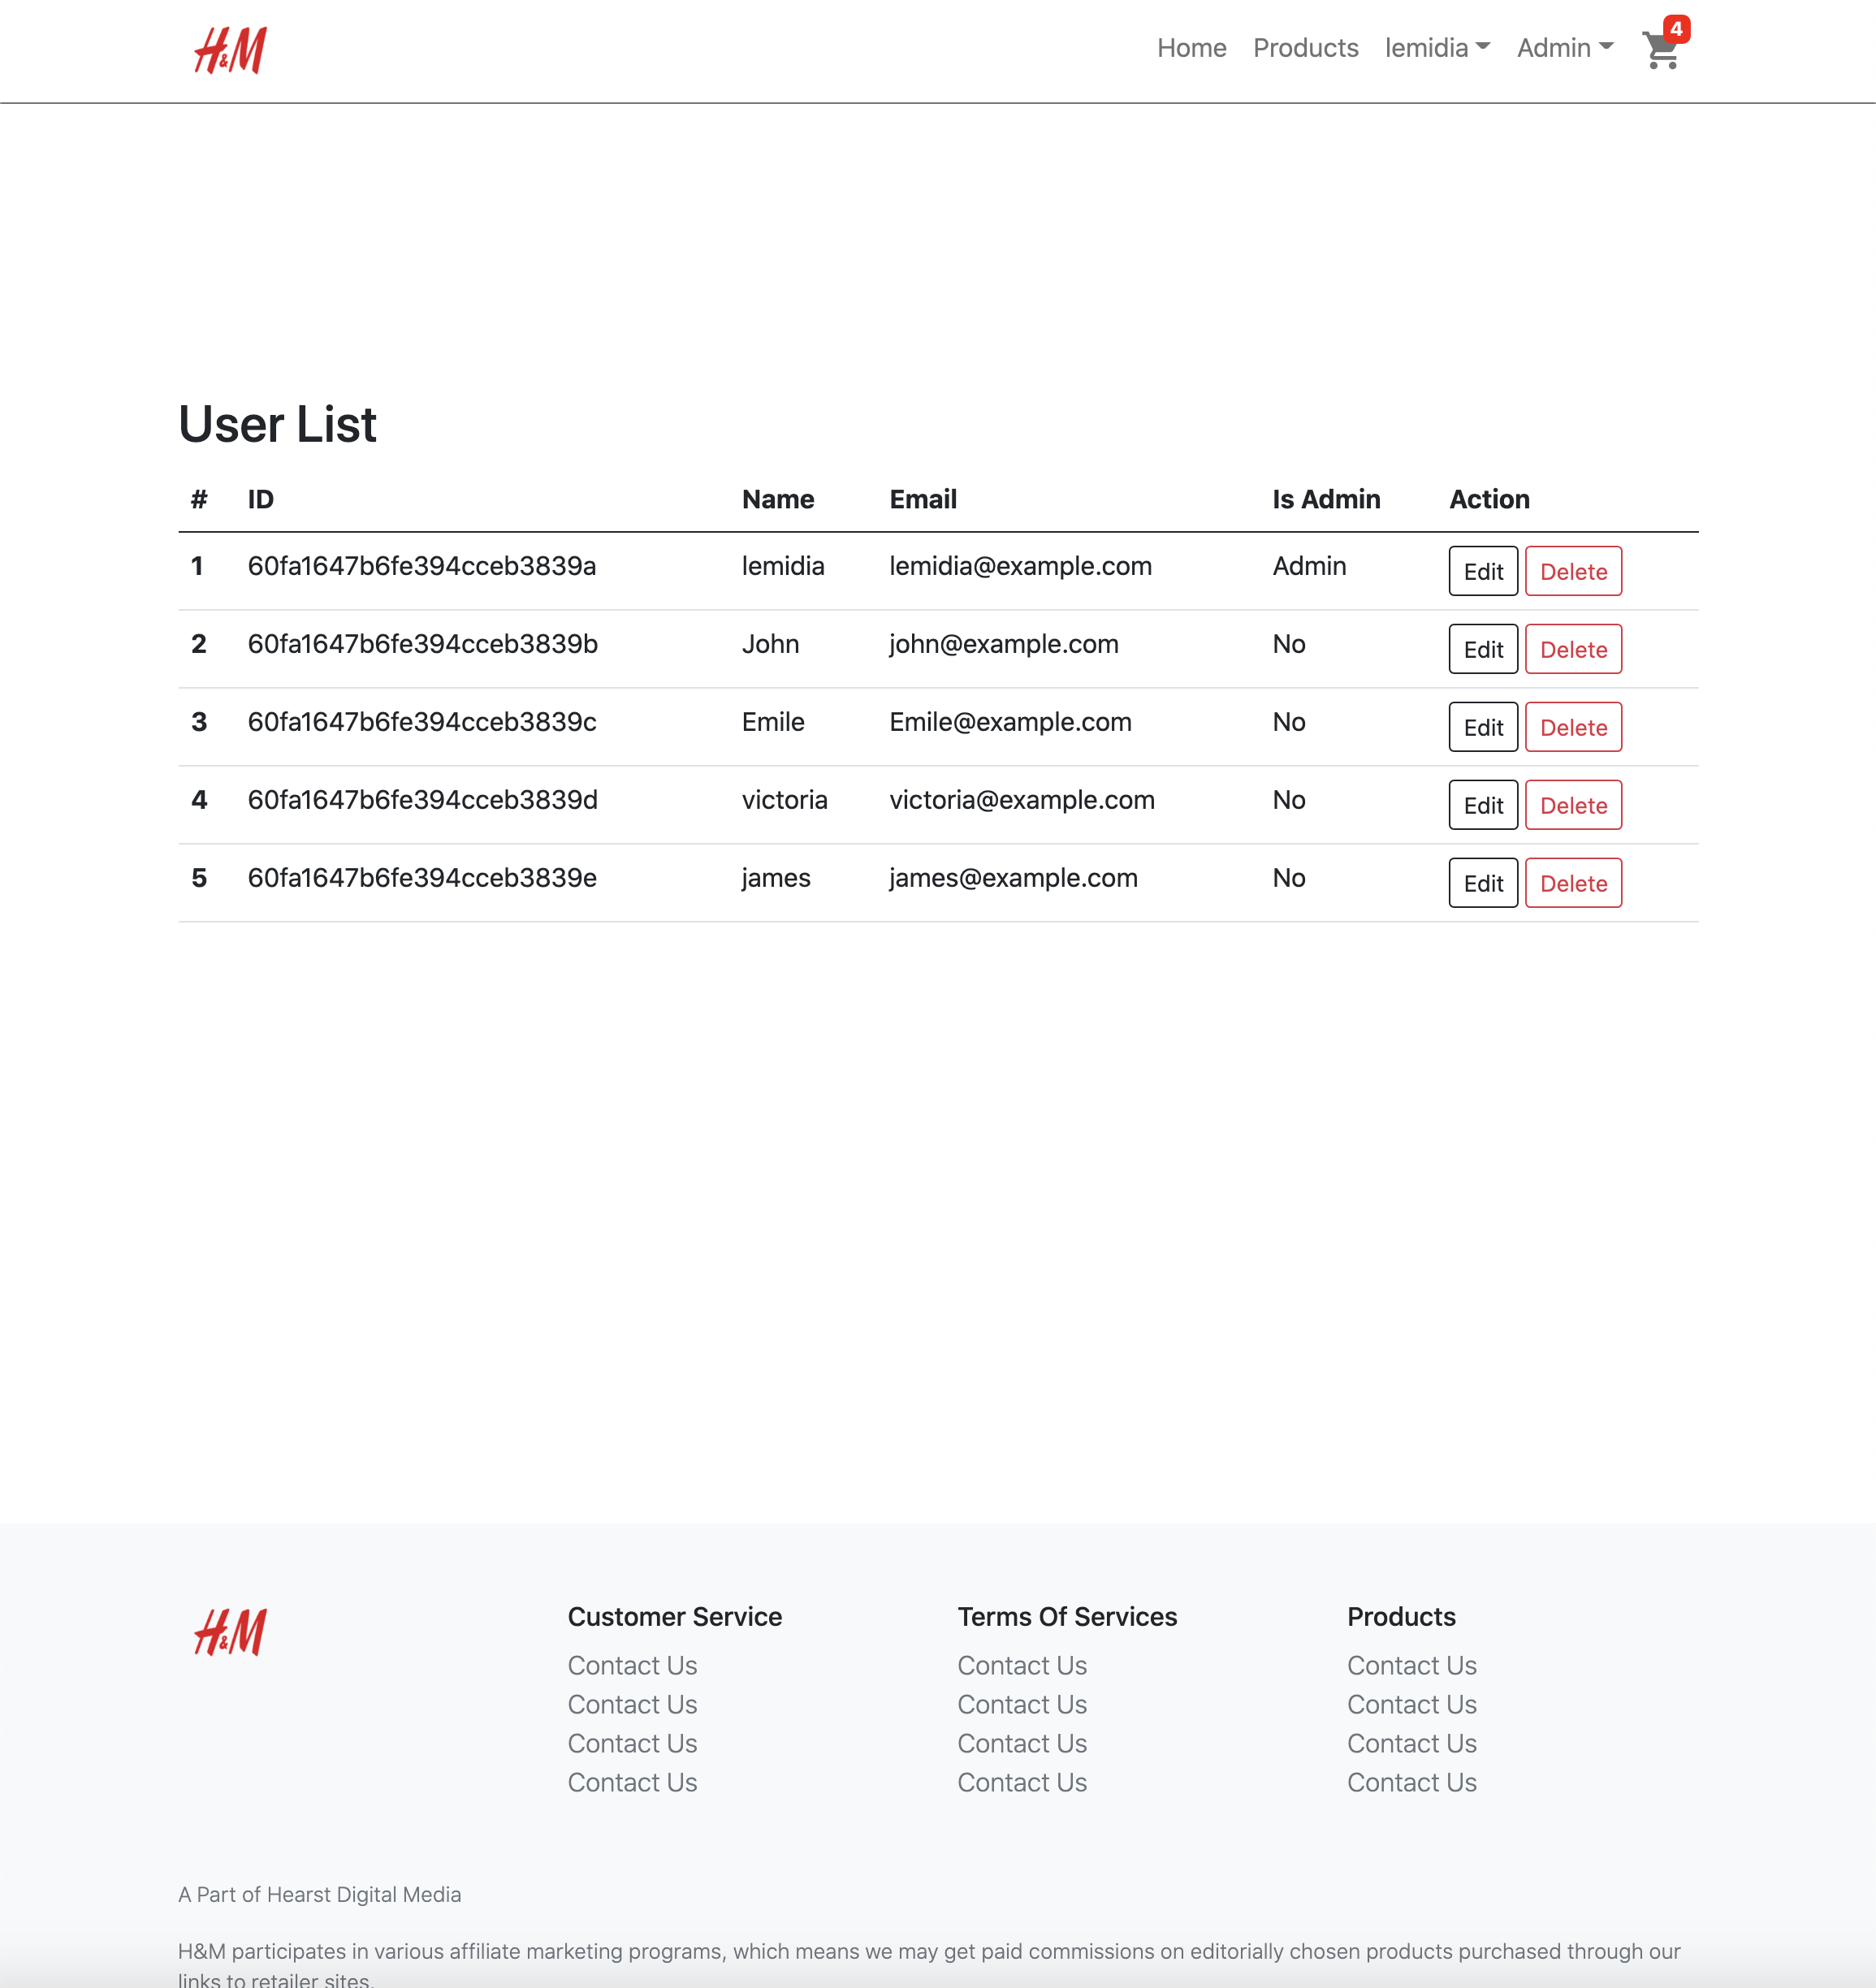 H&M
Home Products lemidia Admin 4
User List
# ID Name Email Is Admin Action
1 60fa1647b6fe394cceb3839a lemidia lemidia@example.com Admin Edit Delete
2 60fa1647b6fe394cceb3839b John john@example.com No Edit Delete
3 60fa1647b6fe394cceb3839c Emile Emile@example.com No Edit Delete
4 60fa1647b6fe394cceb3839d victoria victoria@example.com No Edit Delete
5 60fa1647b6fe394cceb3839e james james@example.com No Edit Delete
H&M
Customer Service
Contact Us
Contact Us
Contact Us
Contact Us
Terms Of Services
Contact Us
Contact Us
Contact Us
Contact Us
Products
Contact Us
Contact Us
Contact Us
Contact Us
A Part of Hearst Digital Media
H&M participates in various affiliate marketing programs, which means we may get paid commissions on editorially chosen products purchased through our
links to retailer sites.